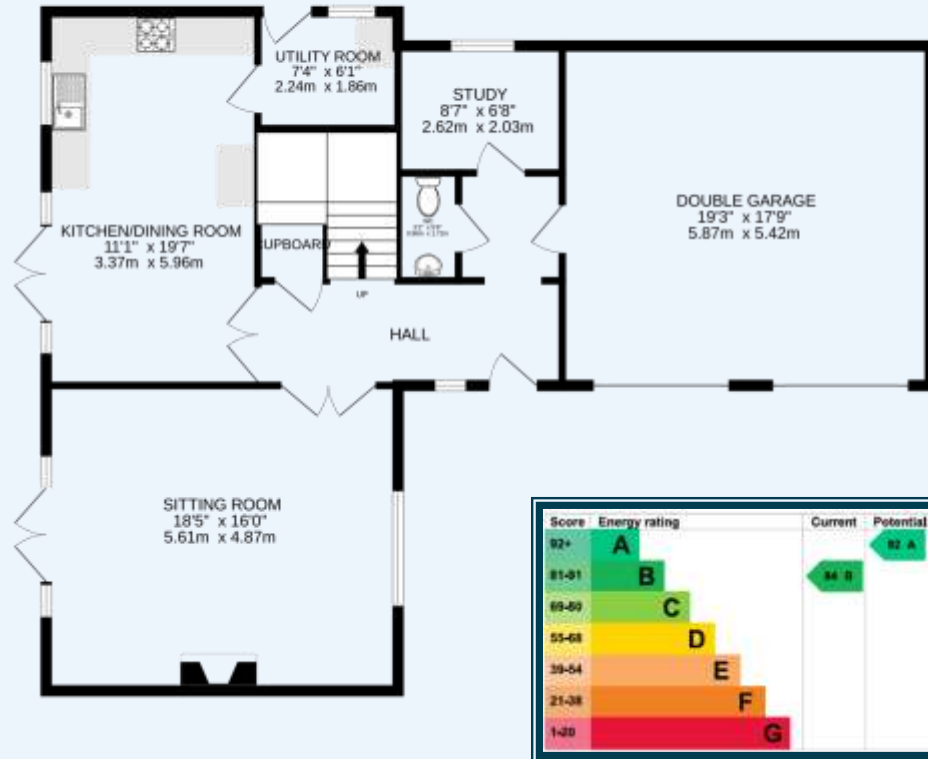 UTILITY ROOM
7'4" x 6'1"
2.24m x 1.86m
STUDY
8'7" x 6'8"
2.62m x 2.03m
DOUBLE GARAGE
19'3" x 17'9"
5.87m x 5.42m
KITCHEN/DINING ROOM
11'1" x 19'7"
3.37m x 5.96m
UPBOARD
UP
HALL
SITTING ROOM
18'5" x 16'0"
5.61m x 4.87m
Score Energy rating Current Potential
92+ A 92 A
81-91 B 84 B
69-80 C
55-68 D
39-54 E
21-38 F
1-20 G